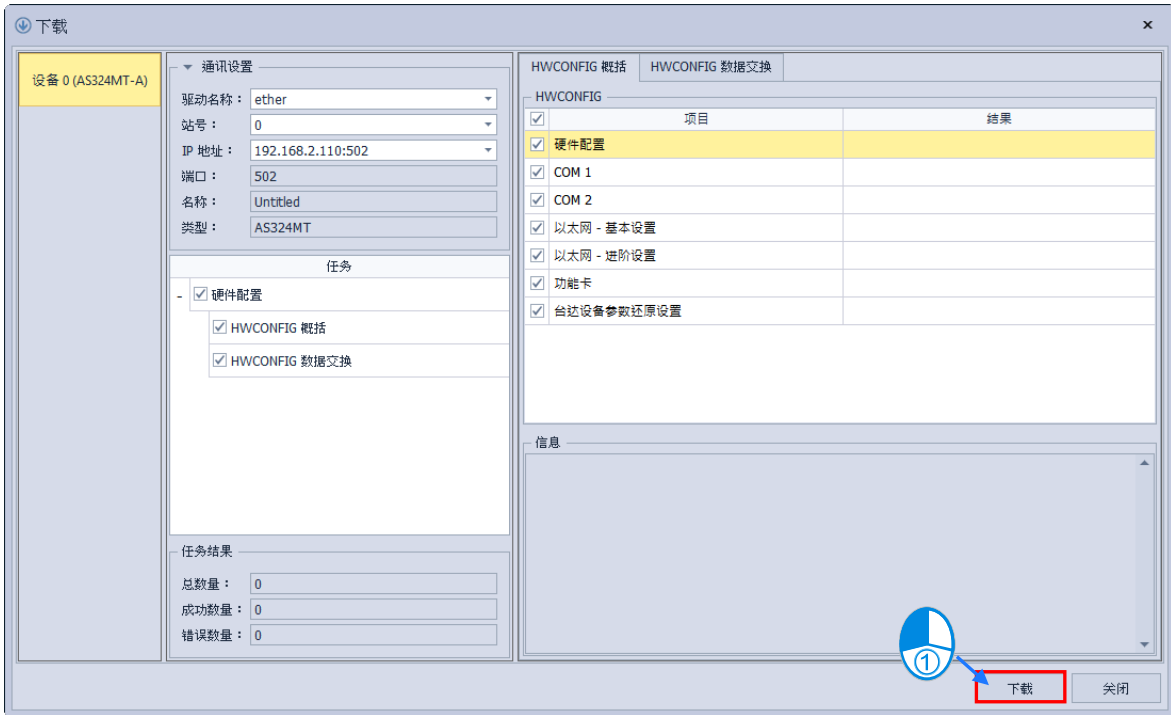 下载
设备 0 (AS324MT-A)
通讯设置
驱动名称： ether
站号： 0
IP 地址： 192.168.2.110:502
端口： 502
名称： Untitled
类型： AS324MT
任务
硬件配置
HWCONFIG 概括
HWCONFIG 数据交换
任务结果
总数量： 0
成功数量： 0
错误数量： 0
HWCONFIG 概括 HWCONFIG 数据交换
HWCONFIG
项目 结果
硬件配置
COM 1
COM 2
以太网 - 基本设置
以太网 - 进阶设置
功能卡
台达设备参数还原设置
信息
1
下载 关闭